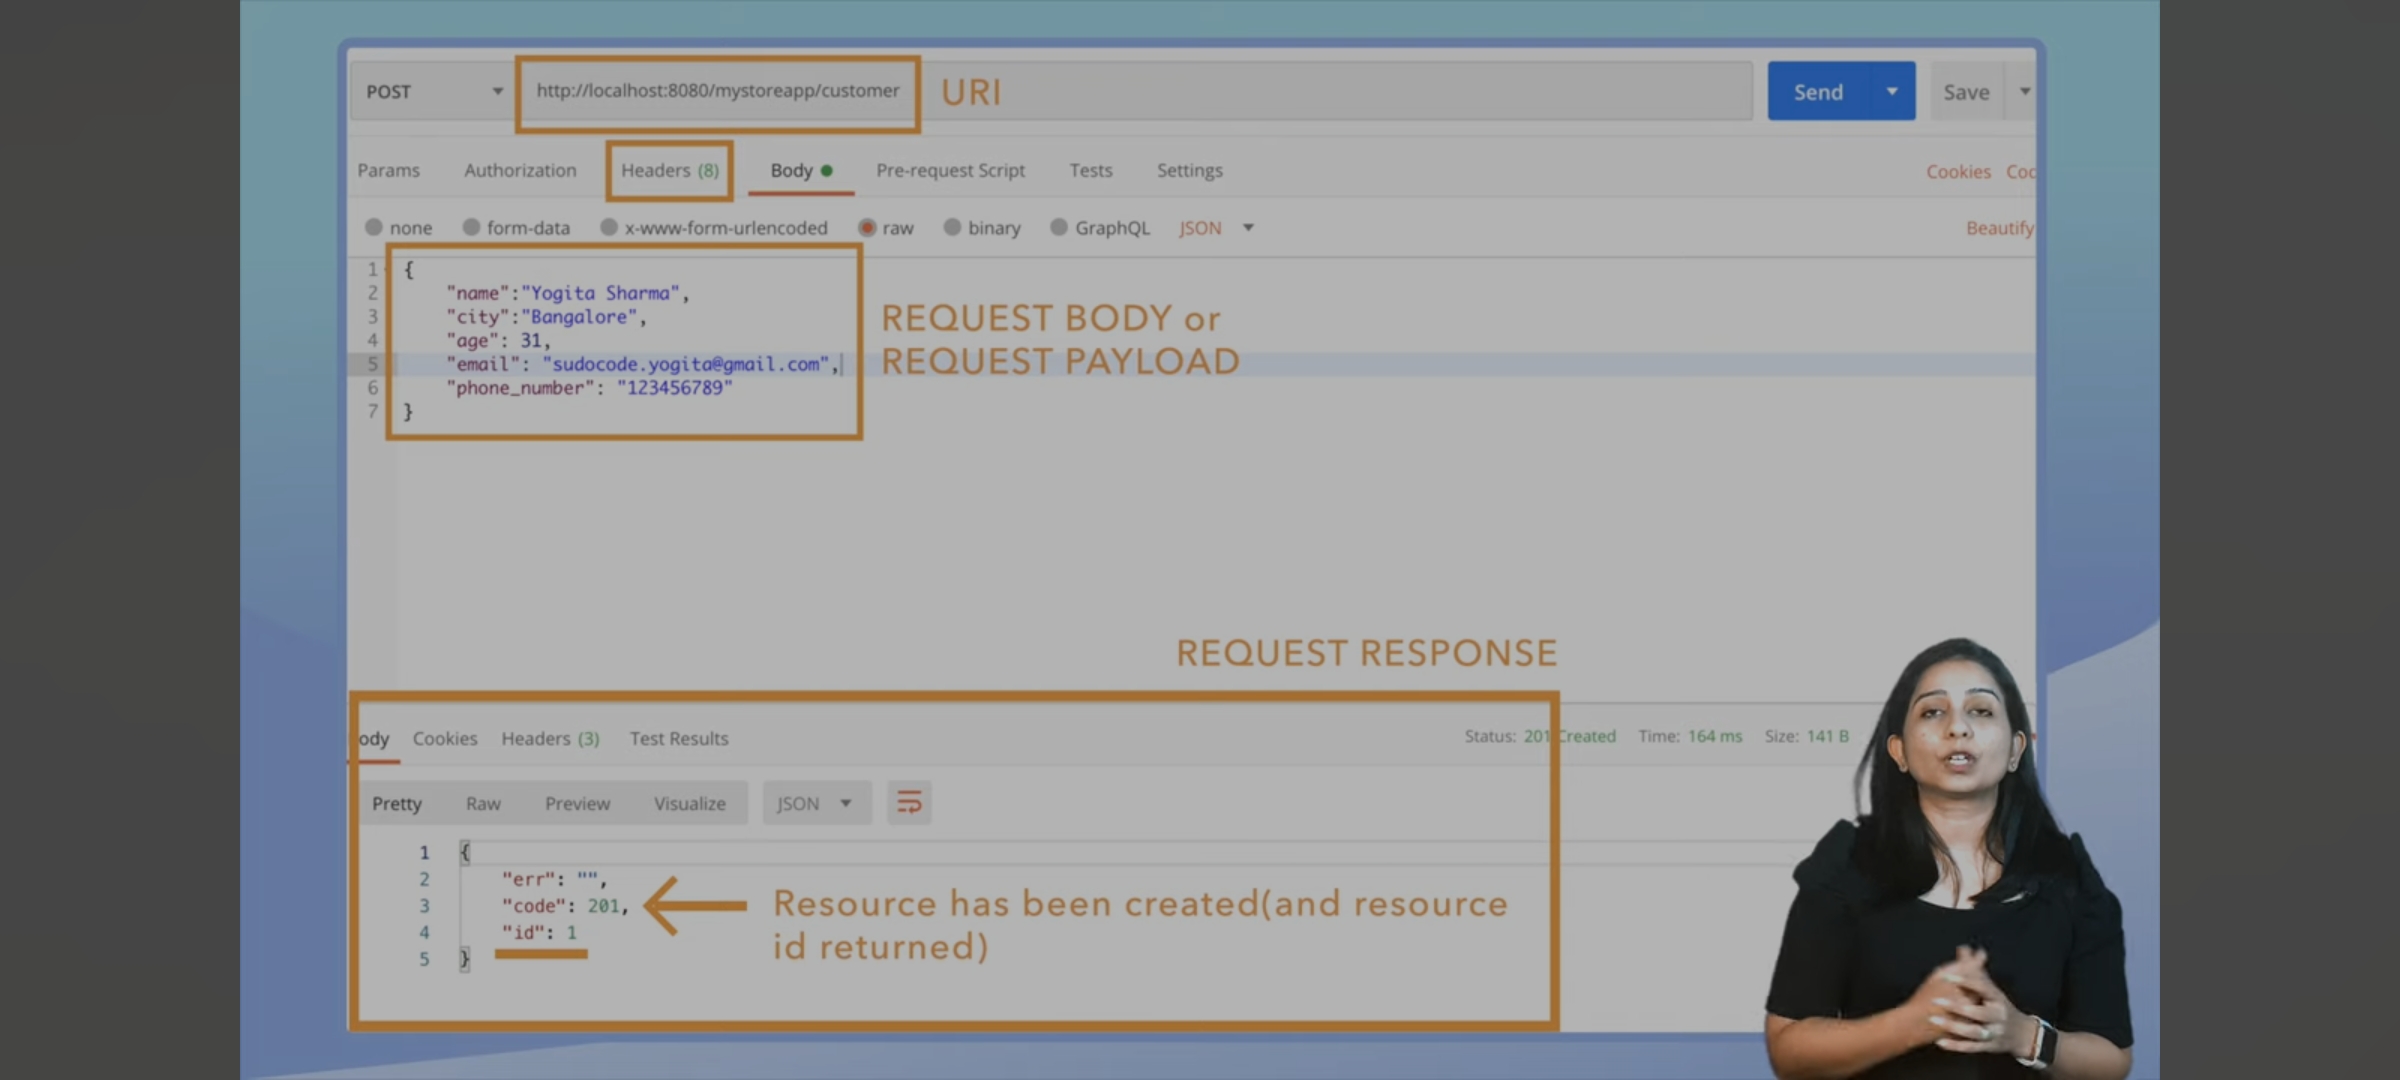 POST
http://localhost:8080/mystoreapp/customer
URI
Send
Save
Params Authorization Headers (8) Body Pre-request Script Tests Settings
Cookies
none form-data x-www-form-urlencoded raw binary GraphQL JSON
Beautify
1 {
2 "name":"Yogita Sharma",
3 "city":"Bangalore",
4 "age": 31,
5 "email": "sudocode.yogita@gmail.com",
6 "phone_number": "123456789"
7 }
REQUEST BODY or
REQUEST PAYLOAD
REQUEST RESPONSE
ody Cookies Headers (3) Test Results
Status: 201 Created Time: 164 ms Size: 141 B
Pretty Raw Preview Visualize JSON
1 {
2 "err": "",
3 "code": 201,
4 "id": 1
5 }
Resource has been created(and resource
id returned)